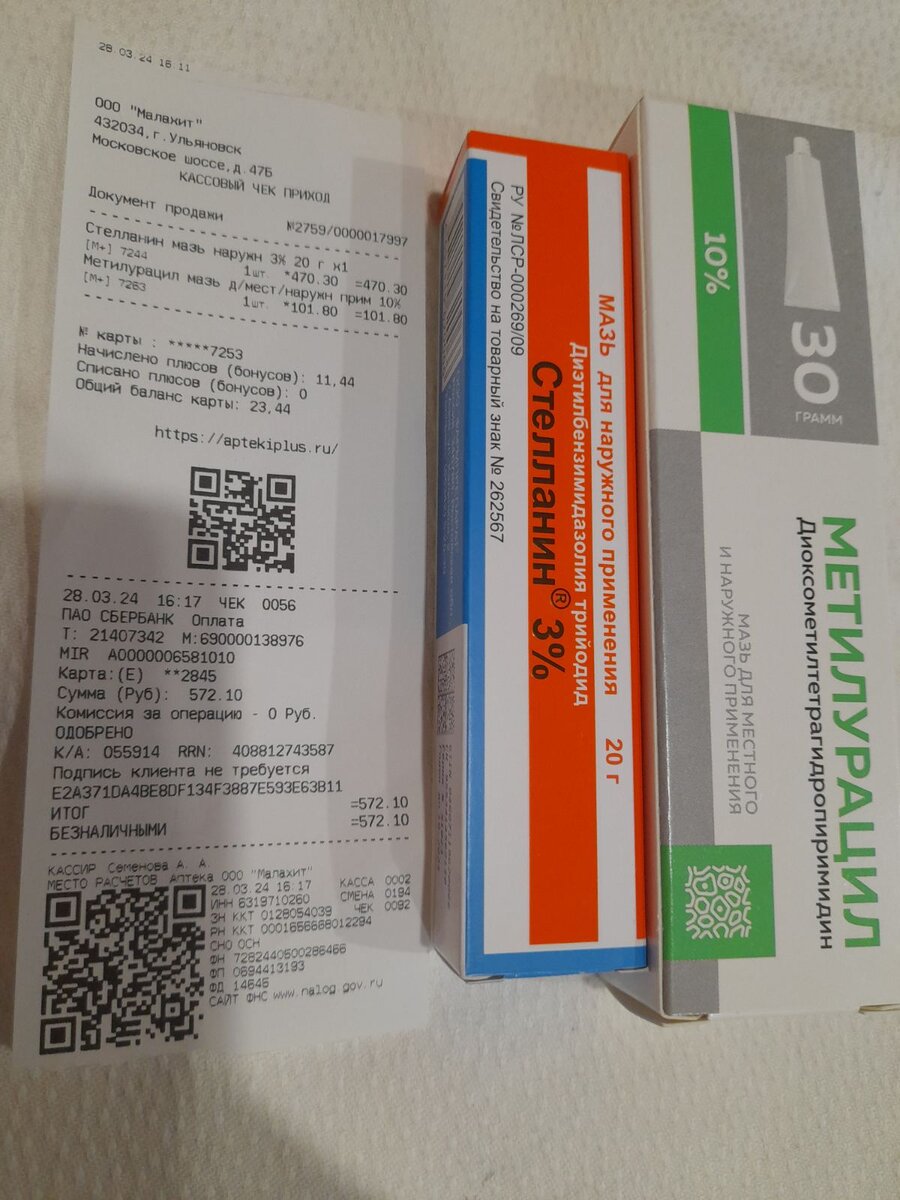 28.03.24 16 11
ООО "Малахит"
432034, г.Ульяновск
Московское шоссе, д.47Б
КАССОВЫЙ ЧЕК ПРИХОД
Документ продажи №2759/0000017997
Стелланин мазь наружн 3% 20 г x1
[М+] 7244 1шт. *470.30 =470.30
Метилурацил мазь д/мест/наружн прим 10%
[М+] 7263 1шт. *101.80 =101.80
№ карты : *****7253
Начислено плюсов (бонусов): 11,44
Списано плюсов (бонусов): 0
Общий баланс карты: 23,44
https://aptekiplus.ru/
28.03.24 16:17 ЧЕК 0056
ПАО СБЕРБАНК Оплата
Т: 21407342 М:690000138976
MIR A0000006581010
Карта:(Е) **2845
Сумма (Руб): 572.10
Комиссия за операцию - 0 Руб.
ОДОБРЕНО
К/А: 055914 RRN: 408812743587
Подпись клиента не требуется
E2A371DA4BE8DF134F3887E593E63B11
ИТОГ =572.10
БЕЗНАЛИЧНЫМИ =572.10
КАССИР Семенова А. А.
МЕСТО РАСЧЕТОВ Аптека ООО "Малахит"
28.03.24 16:17 КАССА 0002
ИНН 6319710260 СМЕНА 0194
ЗН ККТ 0128054039 ЧЕК 0092
РН ККТ 0001656668012294
СНО ОСН
ФН 7282440500286466
ФП 0694413193
ФД 14646
САЙТ ФНС www.nalog.gov.ru
РУ №ЛСР-000269/09
Свидетельство на товарный знак № 262567
МАЗЬ для наружного применения 20 г
Диэтилбензимидазолия трийодид
Стелланин® 3%
10%
30
ГРАММ
МЕТИЛУРАЦИЛ
Диоксометилтетрагидропиримидин
МАЗЬ ДЛЯ МЕСТНОГО
И НАРУЖНОГО ПРИМЕНЕНИЯ